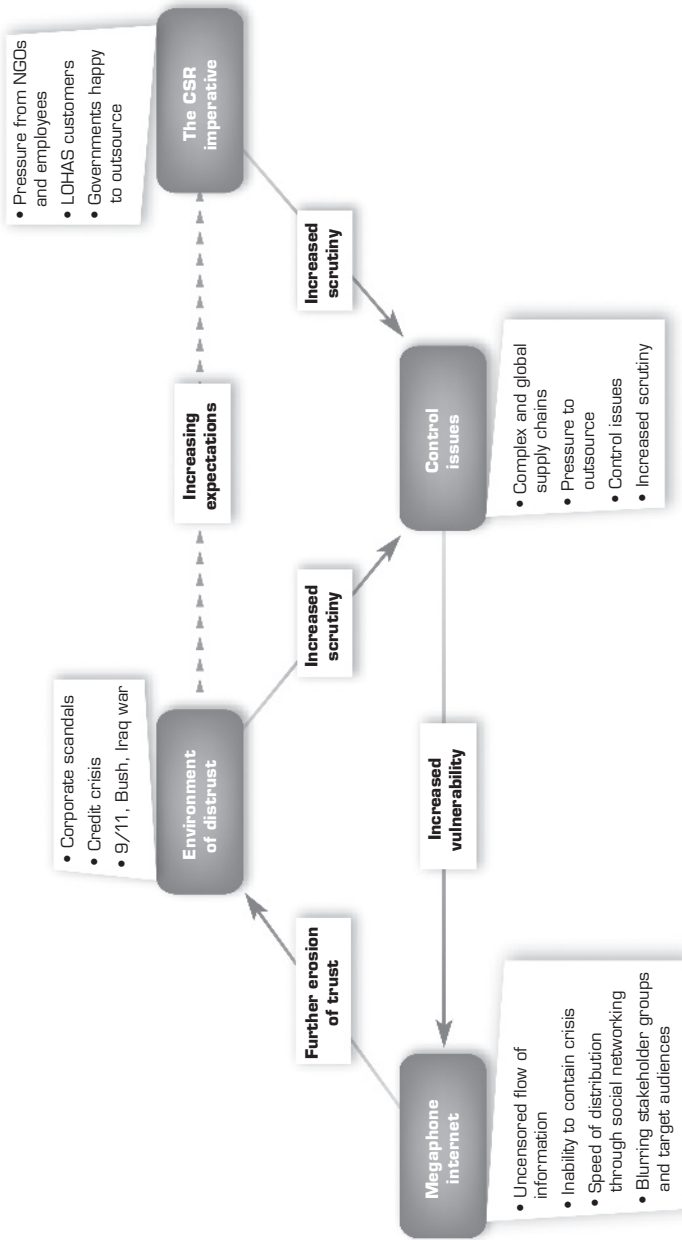 • Corporate scandals
• Credit crisis
• 9/11, Bush, Iraq war
• Pressure from NGOs
and employees
• LOHAS customers
• Governments happy
to outsource
Environment
of distrust
Increasing
expectations
The CSR
imperative
Further erosion
of trust
Increased
scrutiny
Increased
scrutiny
Megaphone
internet
Increased
vulnerability
Control
issues
• Uncensored flow of
information
• Inability to contain crisis
• Speed of distribution
through social networking
• Blurring stakeholder groups
and target audiences
• Complex and global
supply chains
• Pressure to
outsource
• Control issues
• Increased scrutiny